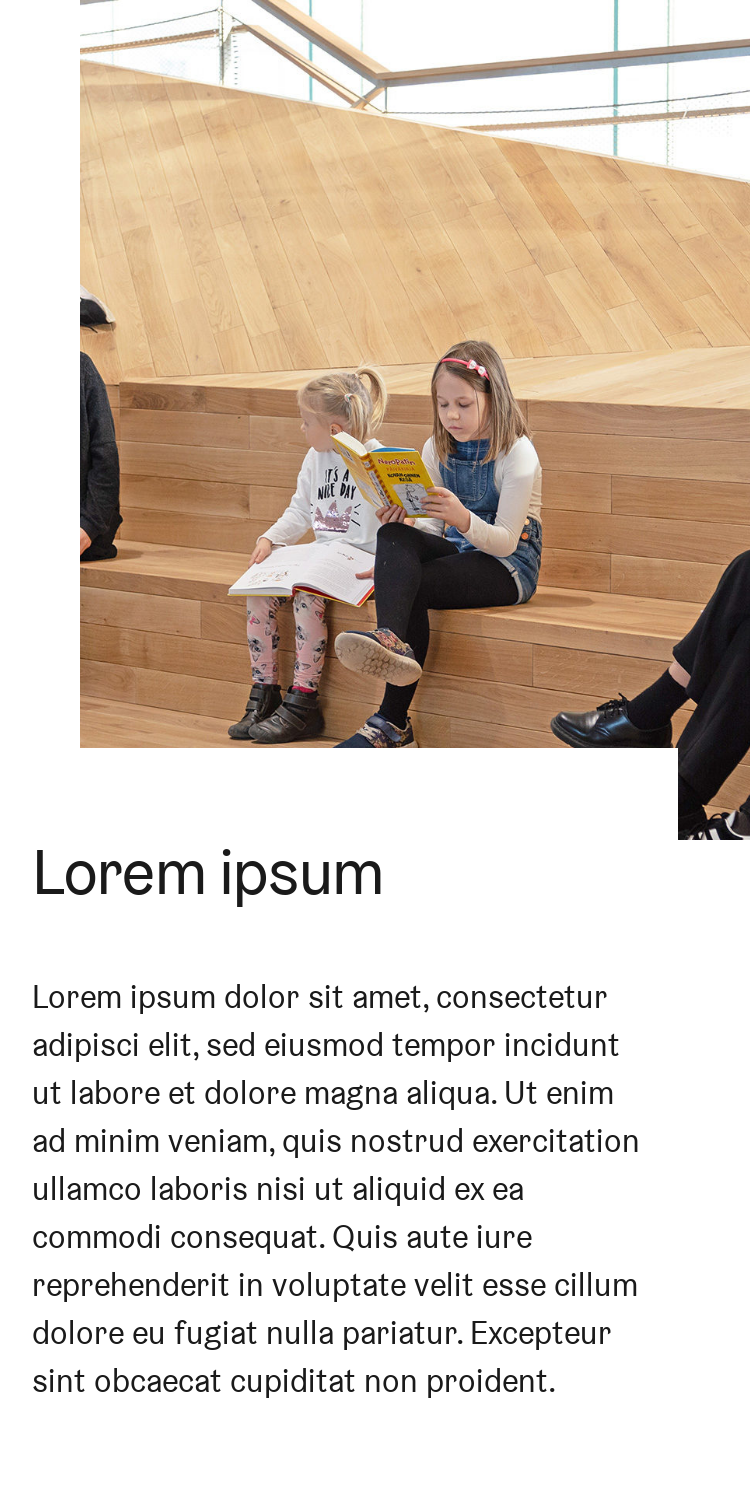 IT'S A
NICE DAY
Neropatin
Lorem ipsum
Lorem ipsum dolor sit amet, consectetur
adipisci elit, sed eiusmod tempor incidunt
ut labore et dolore magna aliqua. Ut enim
ad minim veniam, quis nostrud exercitation
ullamco laboris nisi ut aliquid ex ea
commodi consequat. Quis aute iure
reprehenderit in voluptate velit esse cillum
dolore eu fugiat nulla pariatur. Excepteur
sint obcaecat cupiditat non proident.